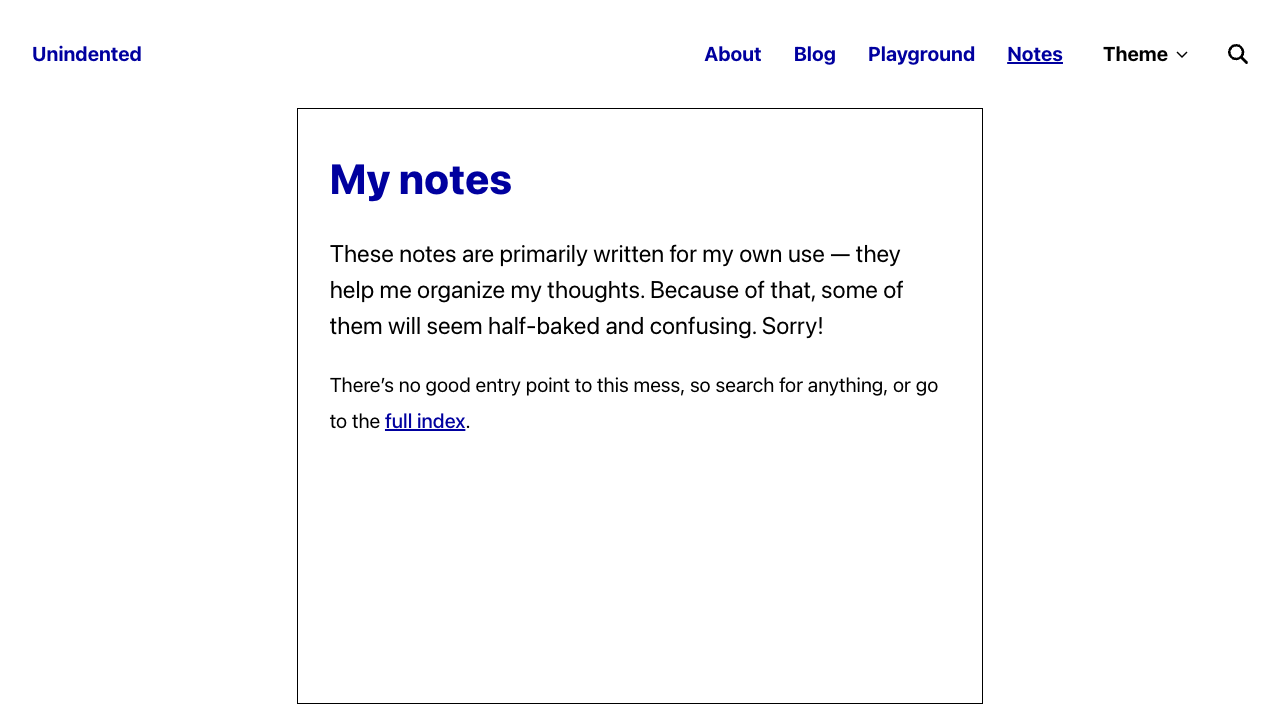 Unindented
About
Blog
Playground
Notes
Theme
My notes
These notes are primarily written for my own use — they
help me organize my thoughts. Because of that, some of
them will seem half-baked and confusing. Sorry!
There’s no good entry point to this mess, so search for anything, or go
to the full index.